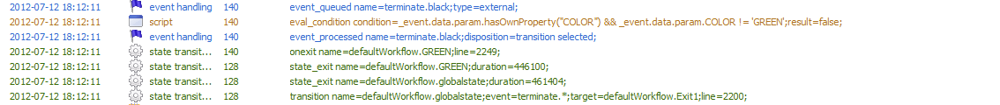 2012-07-12 18:12:11 event handling 140 event_queued name=terminate.black;type=external;
2012-07-12 18:12:11 script 140 eval_condition condition=_event.data.param.hasOwnProperty("COLOR") && _event.data.param.COLOR != 'GREEN';result=false;
2012-07-12 18:12:11 event handling 140 event_processed name=terminate.black;disposition=transition selected;
2012-07-12 18:12:11 state transit... 140 onexit name=defaultWorkflow.GREEN;line=2249;
2012-07-12 18:12:11 state transit... 128 state_exit name=defaultWorkflow.GREEN;duration=446100;
2012-07-12 18:12:11 state transit... 128 state_exit name=defaultWorkflow.globalstate;duration=461404;
2012-07-12 18:12:11 state transit... 128 transition name=defaultWorkflow.globalstate;event=terminate.*;target=defaultWorkflow.Exit1;line=2200;